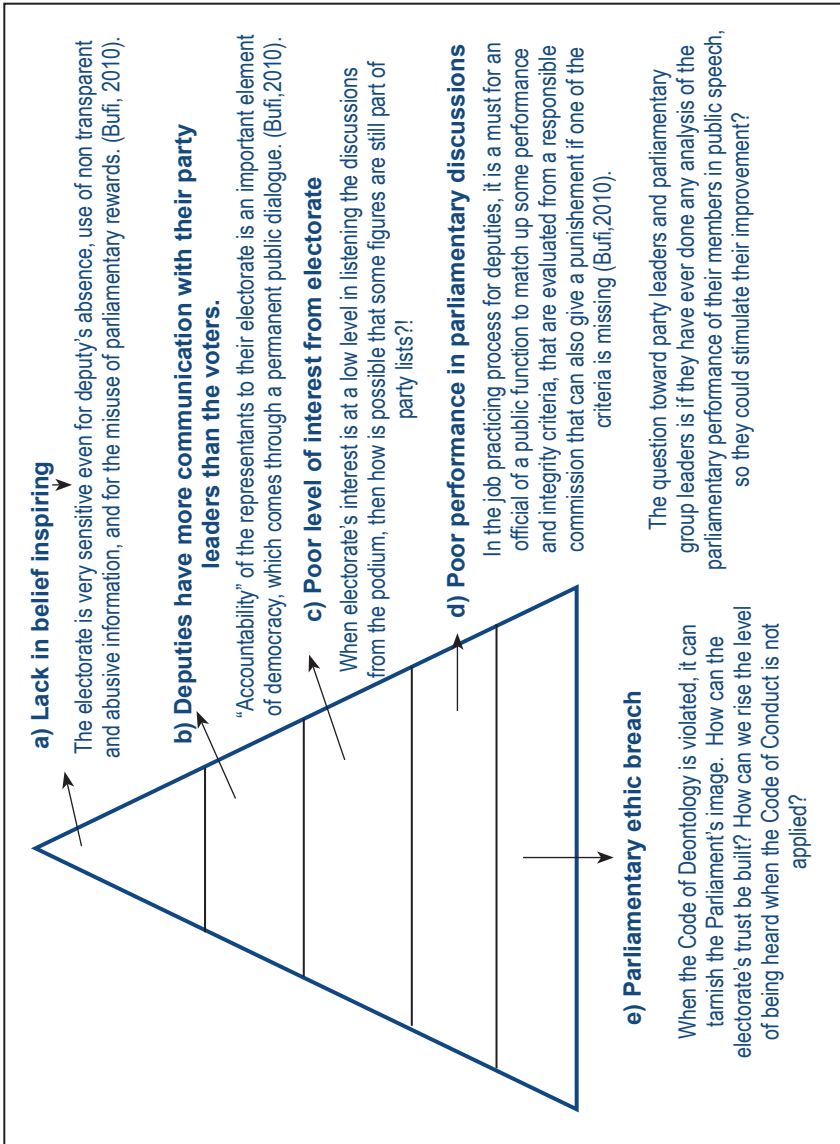 a) Lack in belief inspiring
The electorate is very sensitive even for deputy’s absence, use of non transparent
and abusive information, and for the misuse of parliamentary rewards. (Bufi, 2010).
b) Deputies have more communication with their party
leaders than the voters.
“Accountability” of the representants to their electorate is an important element
of democracy, which comes through a permanent public dialogue. (Bufi,2010).
c) Poor level of interest from electorate
When electorate’s interest is at a low level in listening the discussions
from the podium, then how is possible that some figures are still part of
party lists?!
d) Poor performance in parliamentary discussions
In the job practicing process for deputies, it is a must for an
official of a public function to match up some performance
and integrity criteria, that are evaluated from a responsible
commission that can also give a punishement if one of the
criteria is missing (Bufi,2010).
The question toward party leaders and parliamentary
group leaders is if they have ever done any analysis of the
parliamentary performance of their members in public speech,
so they could stimulate their improvement?
e) Parliamentary ethic breach
When the Code of Deontology is violated, it can
tarnish the Parliament’s image. How can the
electorate’s trust be built? How can we rise the level
of being heard when the Code of Conduct is not
applied?